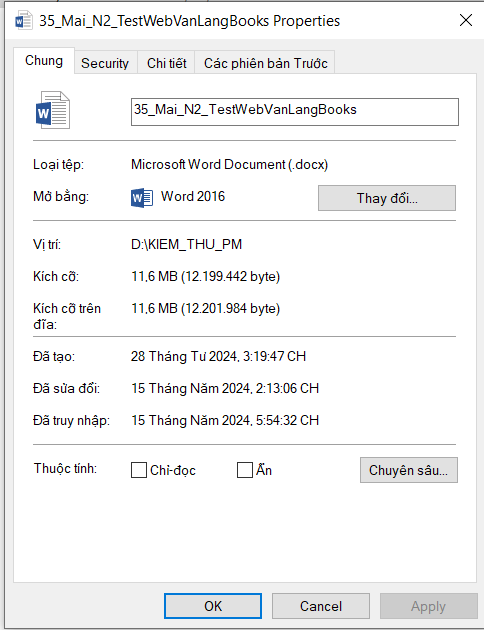 35_Mai_N2_TestWebVanLangBooks Properties
Chung Security Chi tiết Các phiên bản Trước
35_Mai_N2_TestWebVanLangBooks
Loại tệp: Microsoft Word Document (.docx)
Mở bằng: Word 2016 Thay đổi...
Vị trí: D:\KIEM_THU_PM
Kích cỡ: 11,6 MB (12.199.442 byte)
Kích cỡ trên đĩa: 11,6 MB (12.201.984 byte)
Đã tạo: 28 Tháng Tư 2024, 3:19:47 CH
Đã sửa đổi: 15 Tháng Năm 2024, 2:13:06 CH
Đã truy nhập: 15 Tháng Năm 2024, 5:54:32 CH
Thuộc tính: Chỉ-đọc Ẩn Chuyên sâu...
OK Cancel Apply